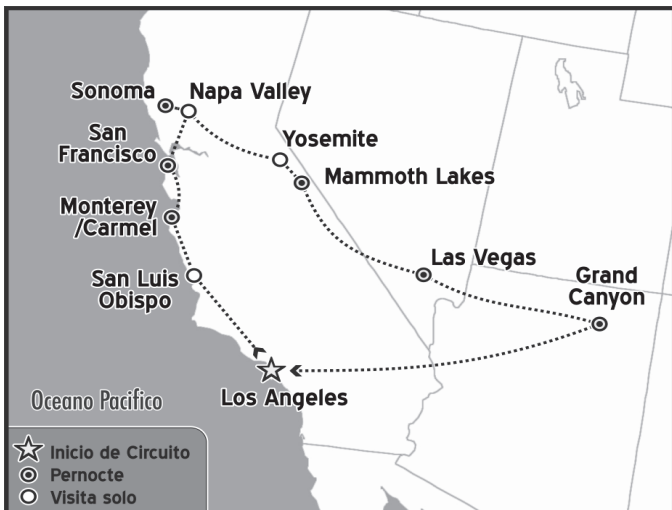 Sonoma
Napa Valley
San
Francisco
Yosemite
Mammoth Lakes
Monterey
/Carmel
Las Vegas
San Luis
Obispo
Grand
Canyon
Los Angeles
Oceano Pacifico
Inicio de Circuito
Pernocte
Visita solo